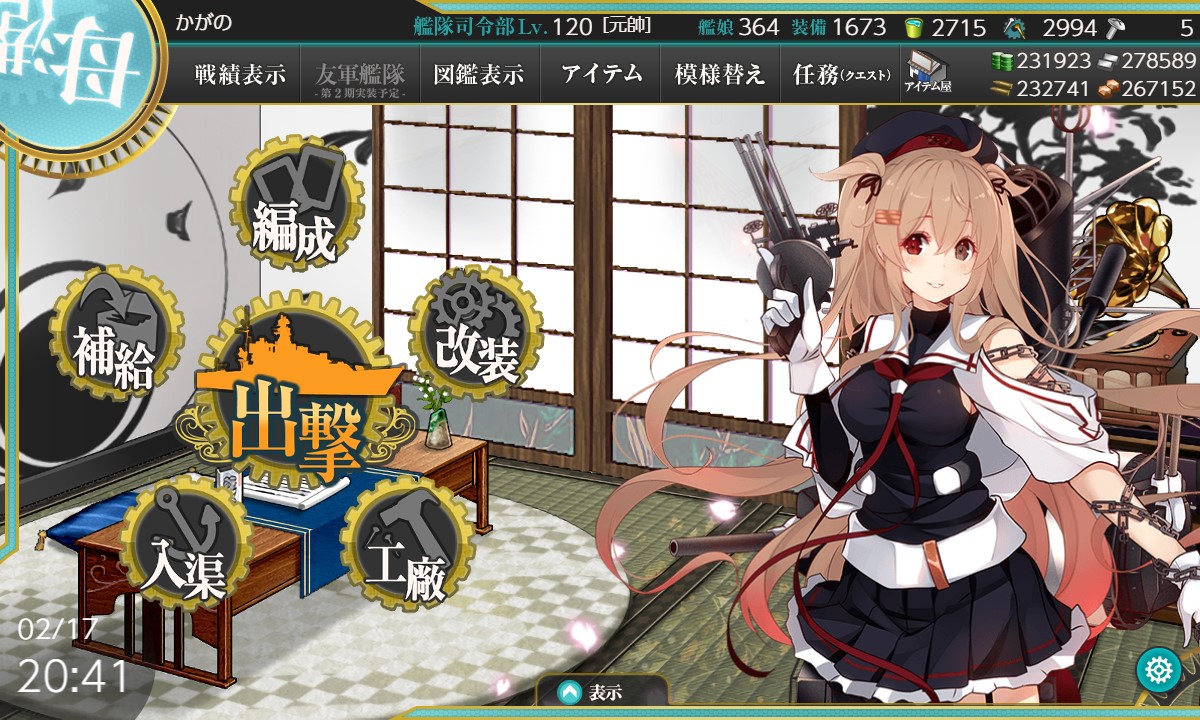 母港
かがの
艦隊司令部Lv.120 [元帥]
艦娘 364 装備 1673 2715 2994 5
戦績表示 友軍艦隊 図鑑表示 アイテム 模様替え 任務(クエスト) アイテム屋
-第2期実装予定-
231923 278589
232741 267152
編成
補給
改装
出撃
入渠
工廠
02/17
20:41
表示